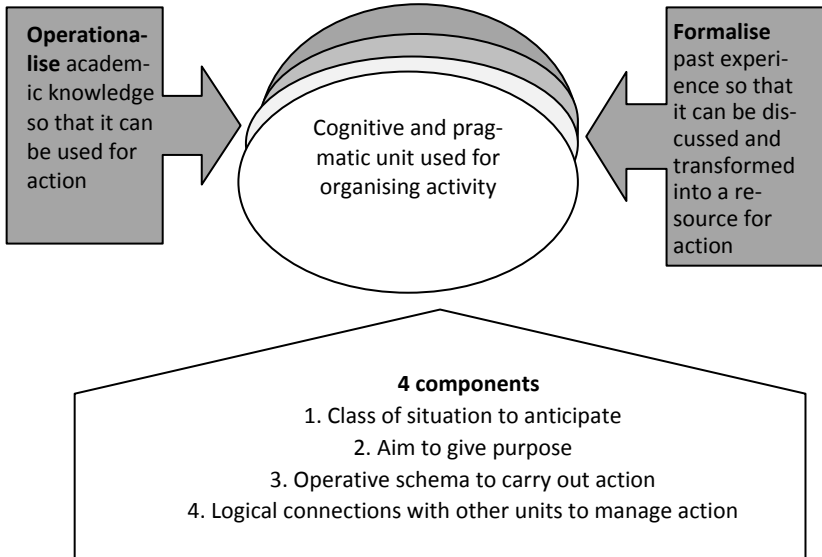 Operationa-
lise academ-
ic knowledge
so that it can
be used for
action
Cognitive and prag-
matic unit used for
organising activity
Formalise
past experi-
ence so that
it can be dis-
cussed and
transformed
into a re-
source for
action
4 components
1. Class of situation to anticipate
2. Aim to give purpose
3. Operative schema to carry out action
4. Logical connections with other units to manage action